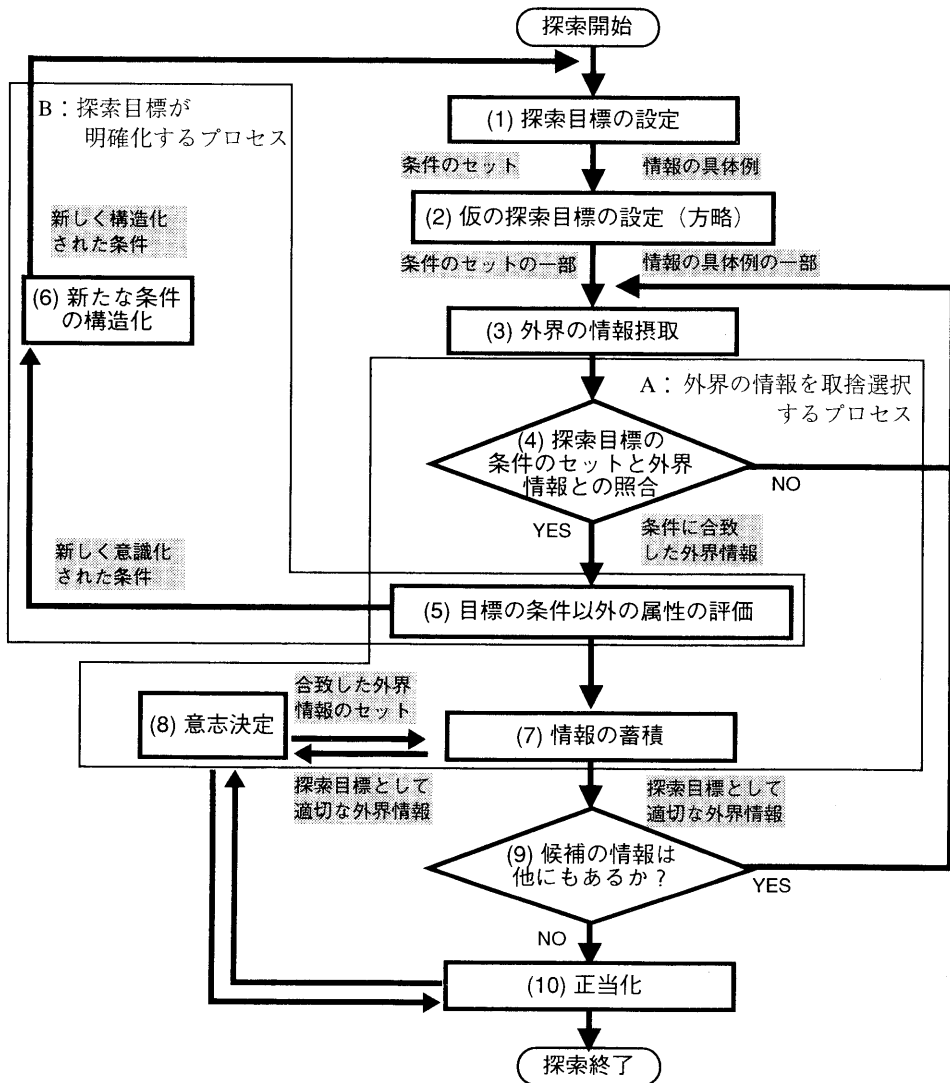 探索開始
B：探索目標が
明確化するプロセス
(1) 探索目標の設定
条件のセット
情報の具体例
(2) 仮の探索目標の設定（方略）
新しく構造化
された条件
条件のセットの一部
情報の具体例の一部
(6) 新たな条件
の構造化
(3) 外界の情報摂取
A：外界の情報を取捨選択
するプロセス
(4) 探索目標の
条件のセットと外界
情報との照合
NO
YES
条件に合致
した外界情報
新しく意識化
された条件
(5) 目標の条件以外の属性の評価
合致した外界
情報のセット
(8) 意志決定
(7) 情報の蓄積
探索目標として
適切な外界情報
探索目標として
適切な外界情報
(9) 候補の情報は
他にもあるか？
YES
NO
(10) 正当化
探索終了